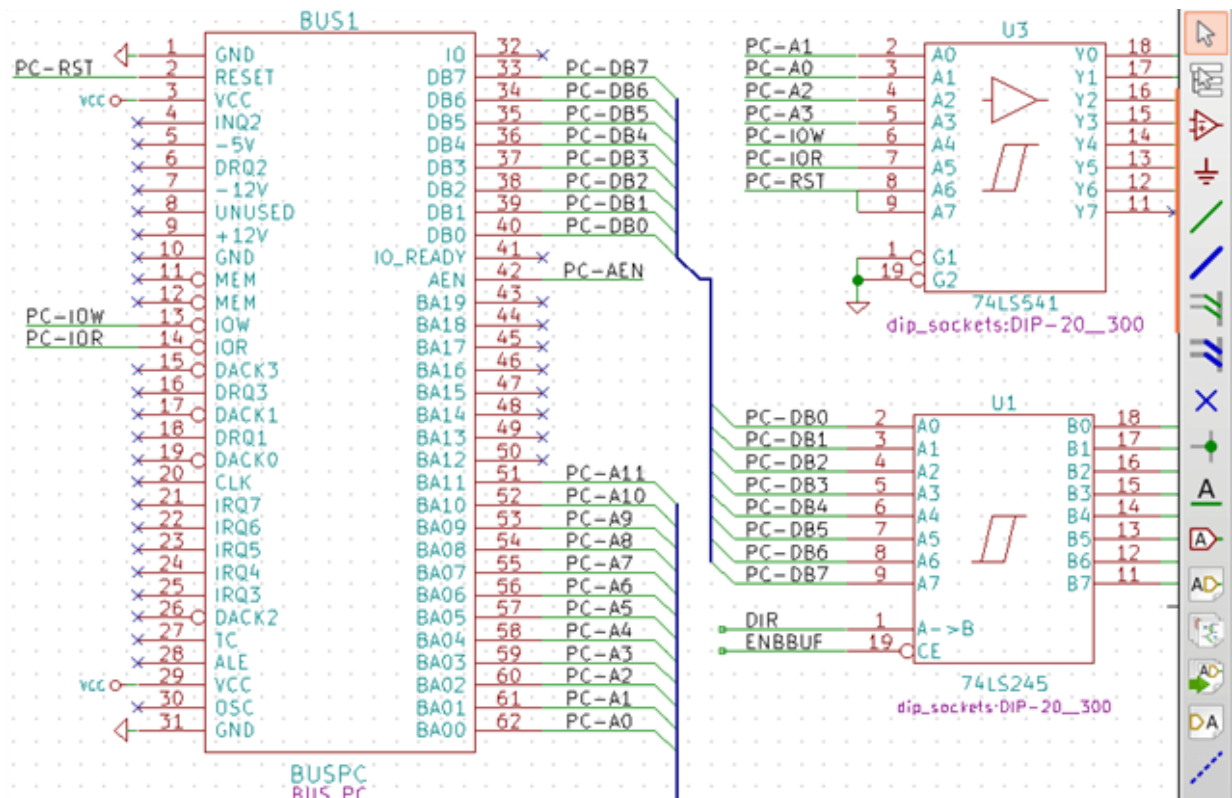 BUS1
1 GND IO 32
PC-RST 2 RESET DB7 33 PC-DB7
VCC 3 VCC DB6 34 PC-DB6
4 INQ2 DB5 35 PC-DB5
5 -5V DB4 36 PC-DB4
6 DRQ2 DB3 37 PC-DB3
7 -12V DB2 38 PC-DB2
8 UNUSED DB1 39 PC-DB1
9 +12V DB0 40 PC-DB0
10 GND IO_READY 41
11 MEM AEN 42 PC-AEN
12 MEM BA19 43
PC-IOW 13 IOW BA18 44
PC-IOR 14 IOR BA17 45
15 DACK3 BA16 46
16 DRQ3 BA15 47
17 DACK1 BA14 48
18 DRQ1 BA13 49
19 DACK0 BA12 50
20 CLK BA11 51 PC-A11
21 IRQ7 BA10 52 PC-A10
22 IRQ6 BA09 53 PC-A9
23 IRQ5 BA08 54 PC-A8
24 IRQ4 BA07 55 PC-A7
25 IRQ3 BA06 56 PC-A6
26 DACK2 BA05 57 PC-A5
27 TC BA04 58 PC-A4
28 ALE BA03 59 PC-A3
VCC 29 VCC BA02 60 PC-A2
30 OSC BA01 61 PC-A1
31 GND BA00 62 PC-A0
BUSPC
BUS_PC
U3
PC-A1 2 A0 Y0 18
PC-A0 3 A1 Y1 17
PC-A2 4 A2 Y2 16
PC-A3 5 A3 Y3 15
PC-IOW 6 A4 Y4 14
PC-IOR 7 A5 Y5 13
PC-RST 8 A6 Y6 12
9 A7 Y7 11
1 G1
19 G2
74LS541
dip_sockets:DIP-20__300
U1
PC-DB0 2 A0 B0 18
PC-DB1 3 A1 B1 17
PC-DB2 4 A2 B2 16
PC-DB3 5 A3 B3 15
PC-DB4 6 A4 B4 14
PC-DB5 7 A5 B5 13
PC-DB6 8 A6 B6 12
PC-DB7 9 A7 B7 11
DIR 1 A->B
ENBBUF 19 CE
74LS245
dip_sockets:DIP-20__300
A
A
AD
AD
DA